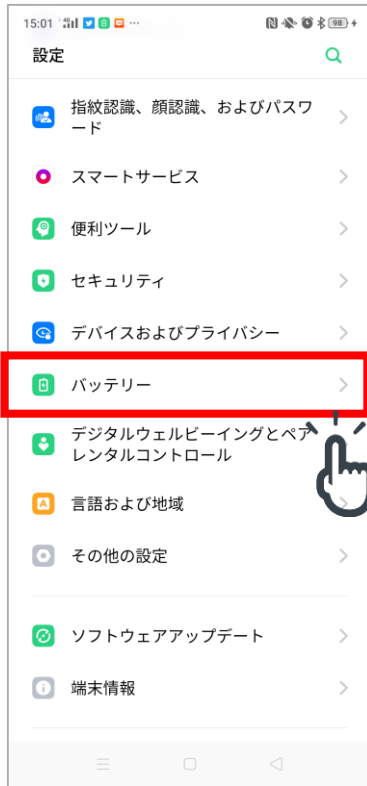 15:01 4G 98
設定
指紋認識、顔認識、およびパスワ
ード
スマートサービス
便利ツール
セキュリティ
デバイスおよびプライバシー
バッテリー
デジタルウェルビーイングとペア
レンタルコントロール
言語および地域
その他の設定
ソフトウェアアップデート
端末情報